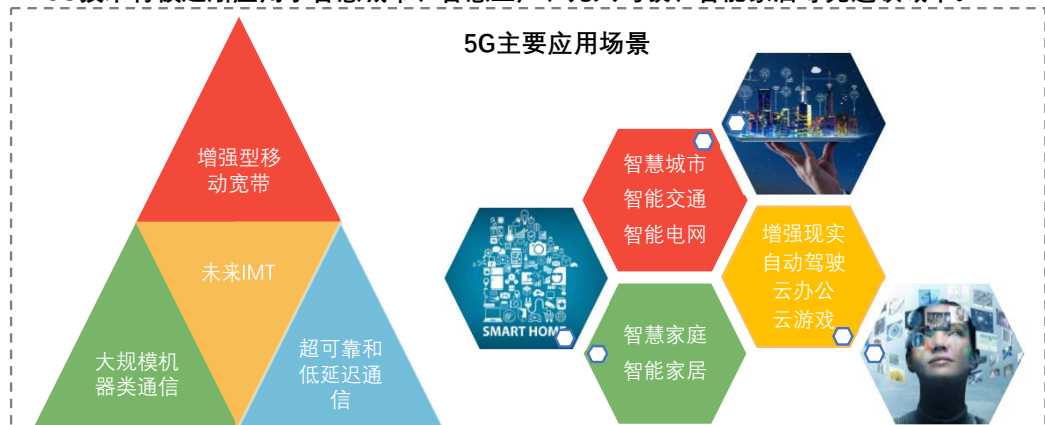 5G主要应用场景
增强型移
动宽带
未来IMT
大规模机
器类通信
超可靠和
低延迟通
信
智慧城市
智能交通
智能电网
增强现实
自动驾驶
云办公
云游戏
SMART HOME
智慧家庭
智能家居